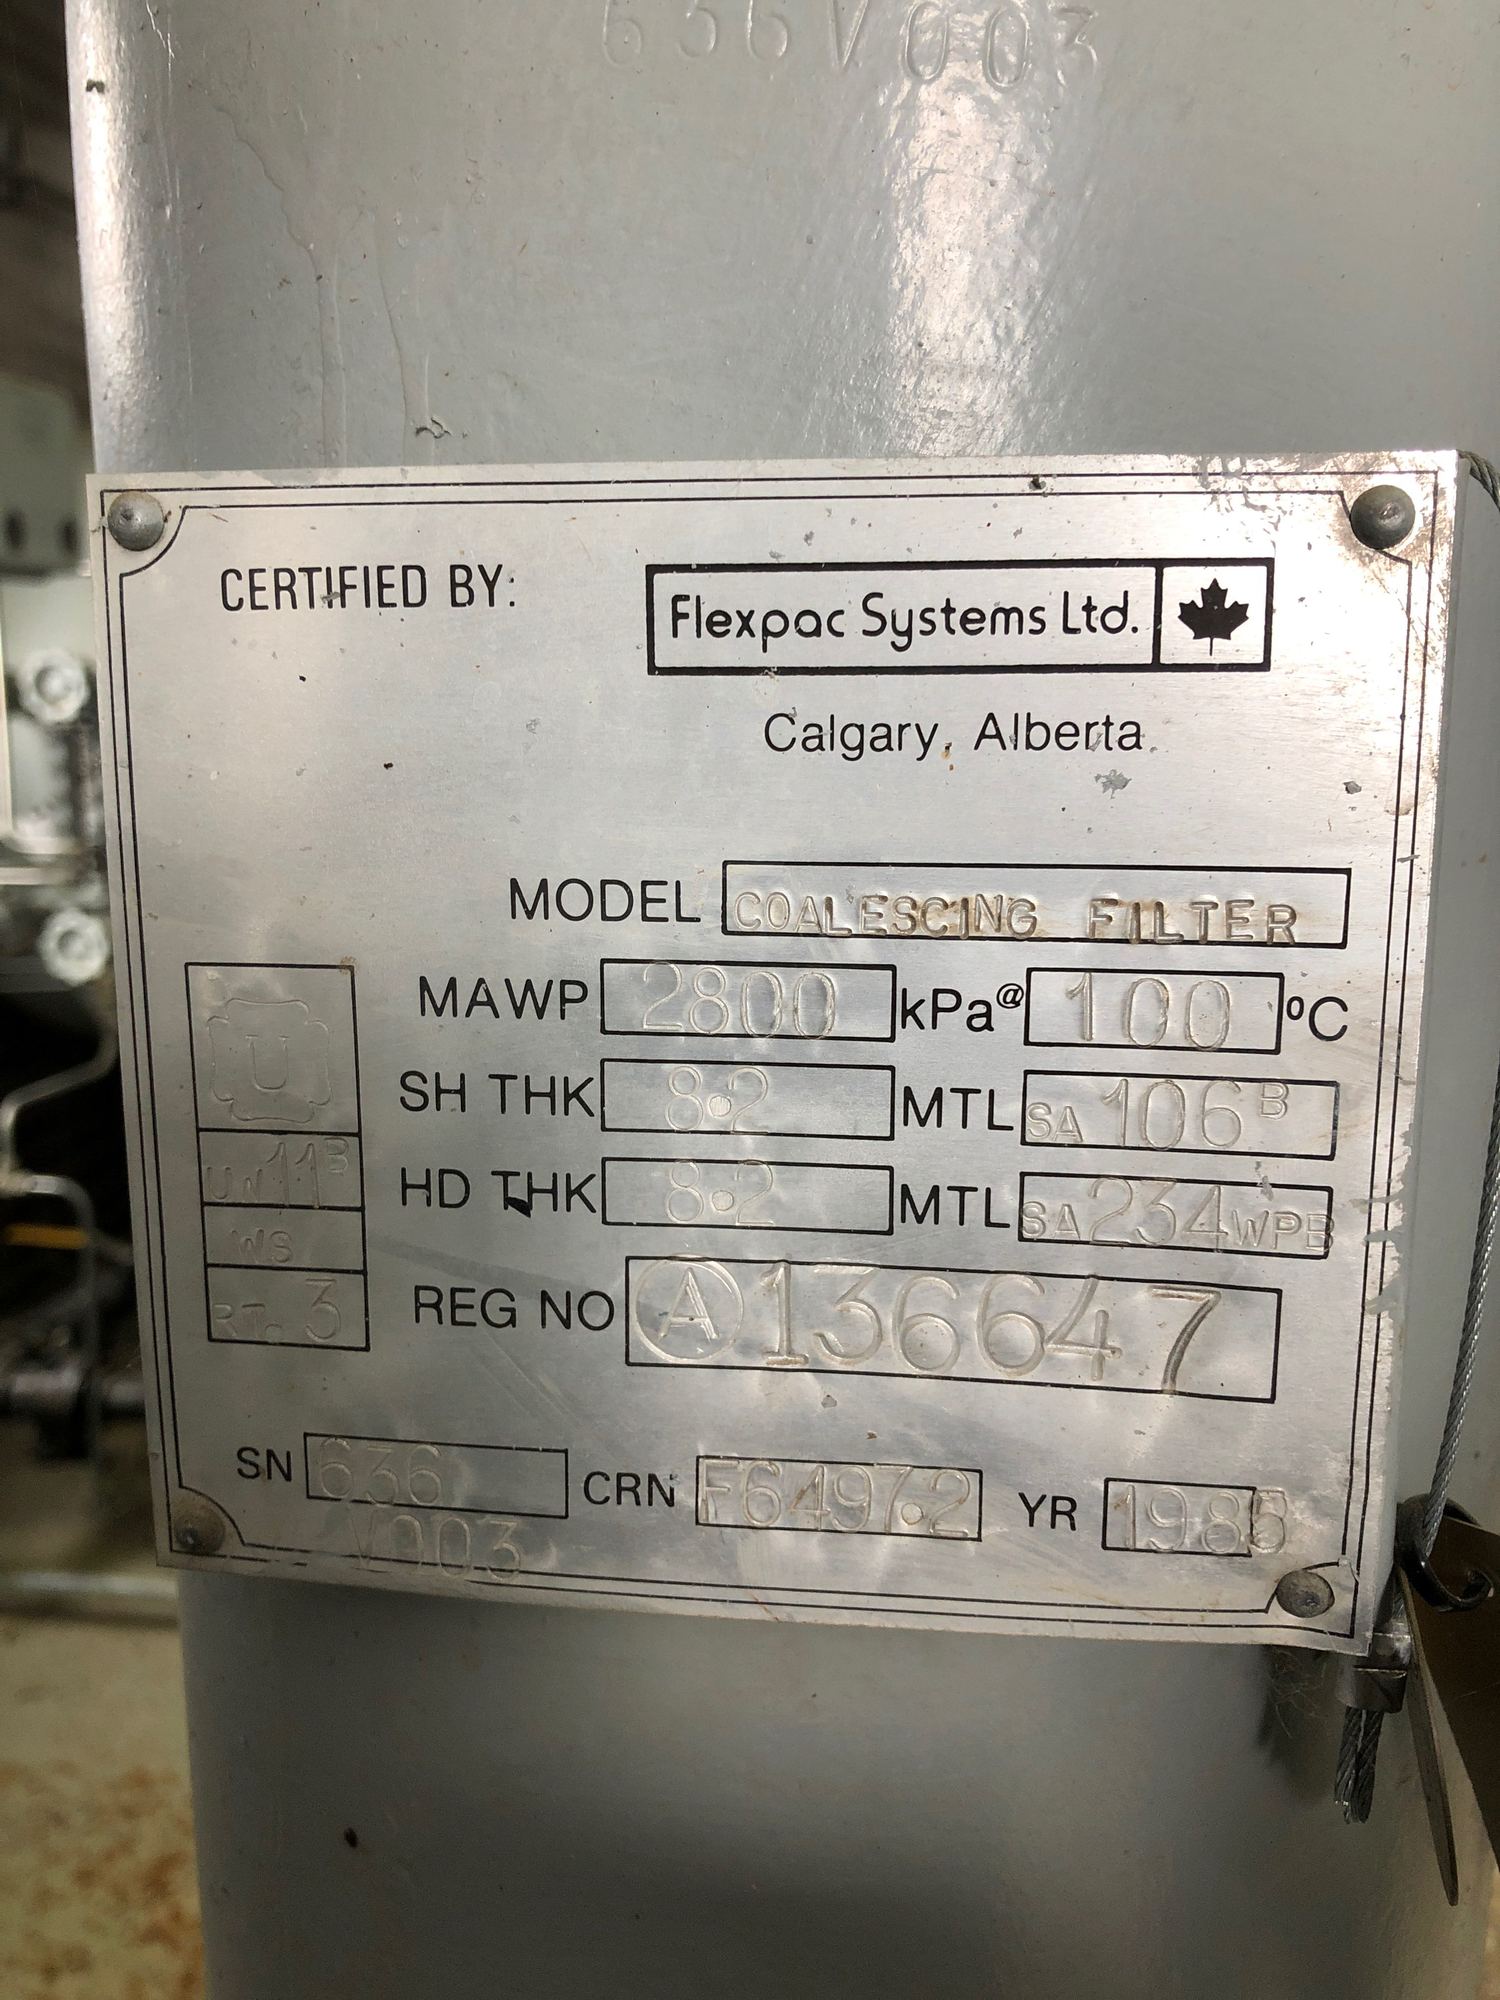 636V003
CERTIFIED BY:
Flexpac Systems Ltd.
Calgary, Alberta.
MODEL COALESCING FILTER
MAWP 2800 kPa@ 100 ºC
U
SH THK 8.2 MTL SA 106 B
UW 11B
HD THK 8.2 MTL SA 234 WPB
WS
REG NO A 136647
RT. 3
SN 636 CRN F6497.2 YR 1985
V003